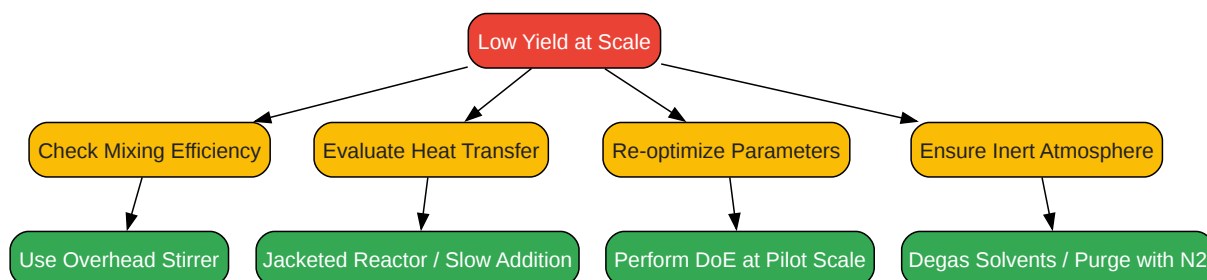 Low Yield at Scale
Check Mixing Efficiency
Evaluate Heat Transfer
Re-optimize Parameters
Ensure Inert Atmosphere
Use Overhead Stirrer
Jacketed Reactor / Slow Addition
Perform DoE at Pilot Scale
Degas Solvents / Purge with N2